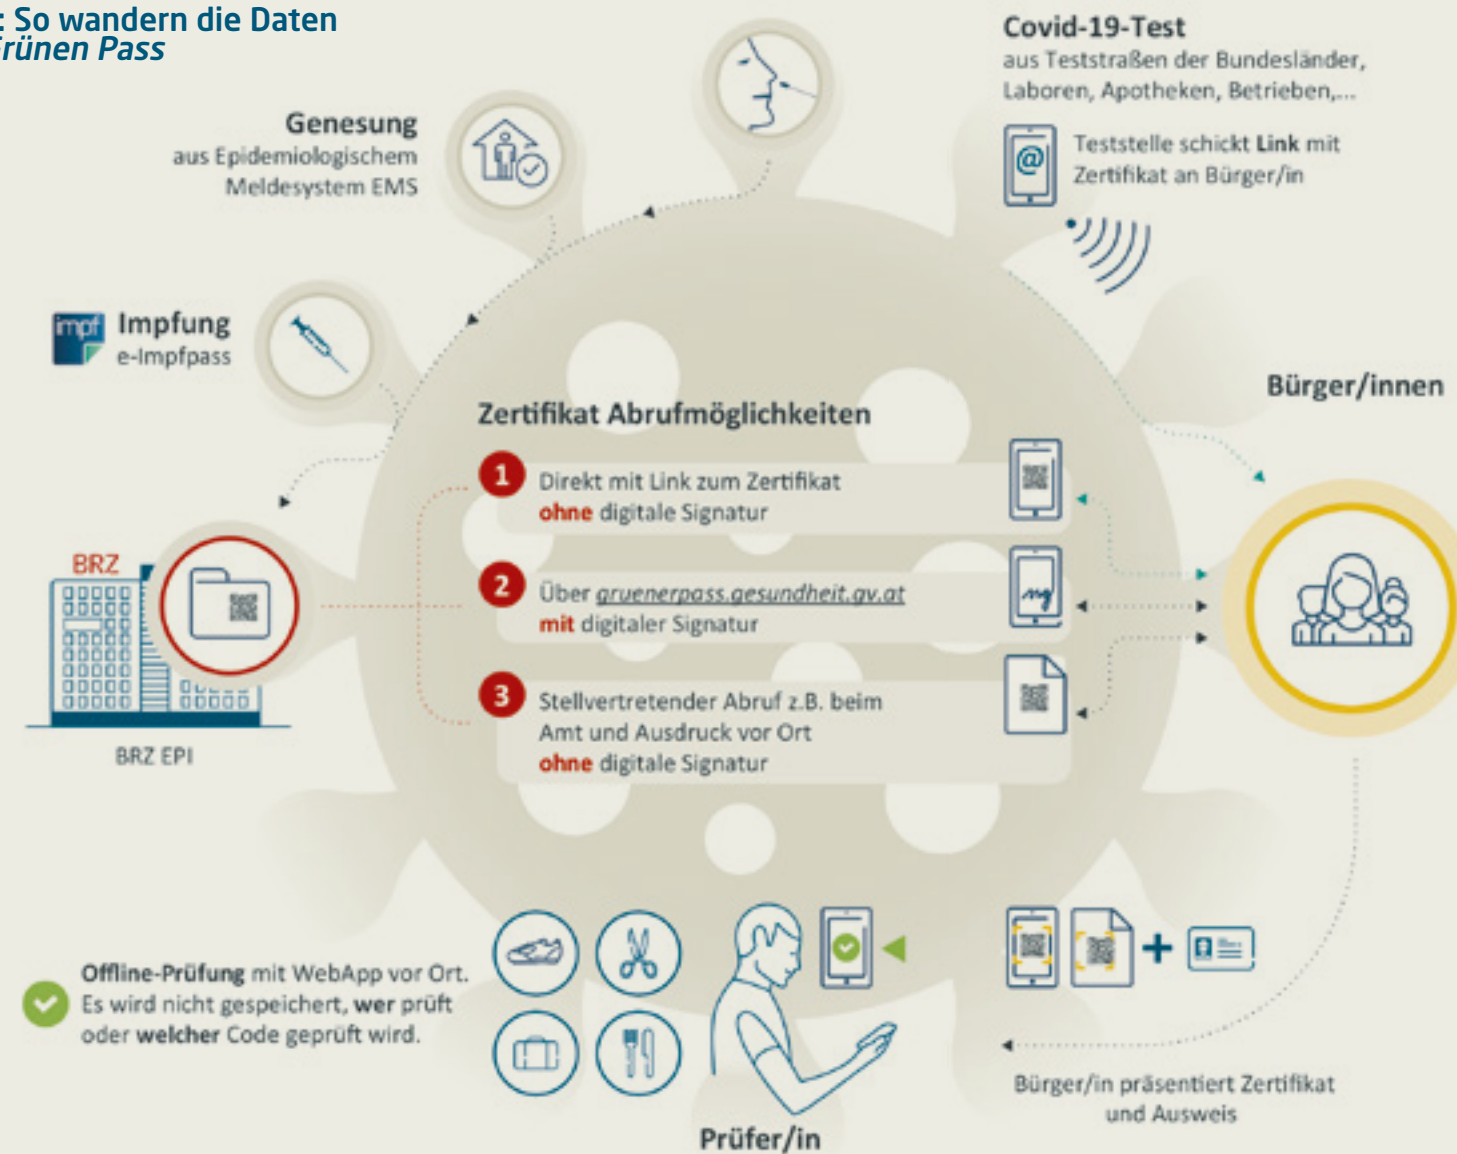 : So wandern die Daten
Grünen Pass
Covid-19-Test
aus Teststraßen der Bundesländer,
Laboren, Apotheken, Betrieben,...
Teststelle schickt Link mit
Zertifikat an Bürger/in
Genesung
aus Epidemiologischem
Meldesystem EMS
impf
Impfung
e-Impfpass
Bürger/innen
Zertifikat Abrufmöglichkeiten
1
Direkt mit Link zum Zertifikat
ohne digitale Signatur
2
Über gruenerpass.gesundheit.gv.at
mit digitaler Signatur
3
Stellvertretender Abruf z.B. beim
Amt und Ausdruck vor Ort
ohne digitale Signatur
BRZ
BRZ EPI
Offline-Prüfung mit WebApp vor Ort.
Es wird nicht gespeichert, wer prüft
oder welcher Code geprüft wird.
Prüfer/in
Bürger/in präsentiert Zertifikat
und Ausweis